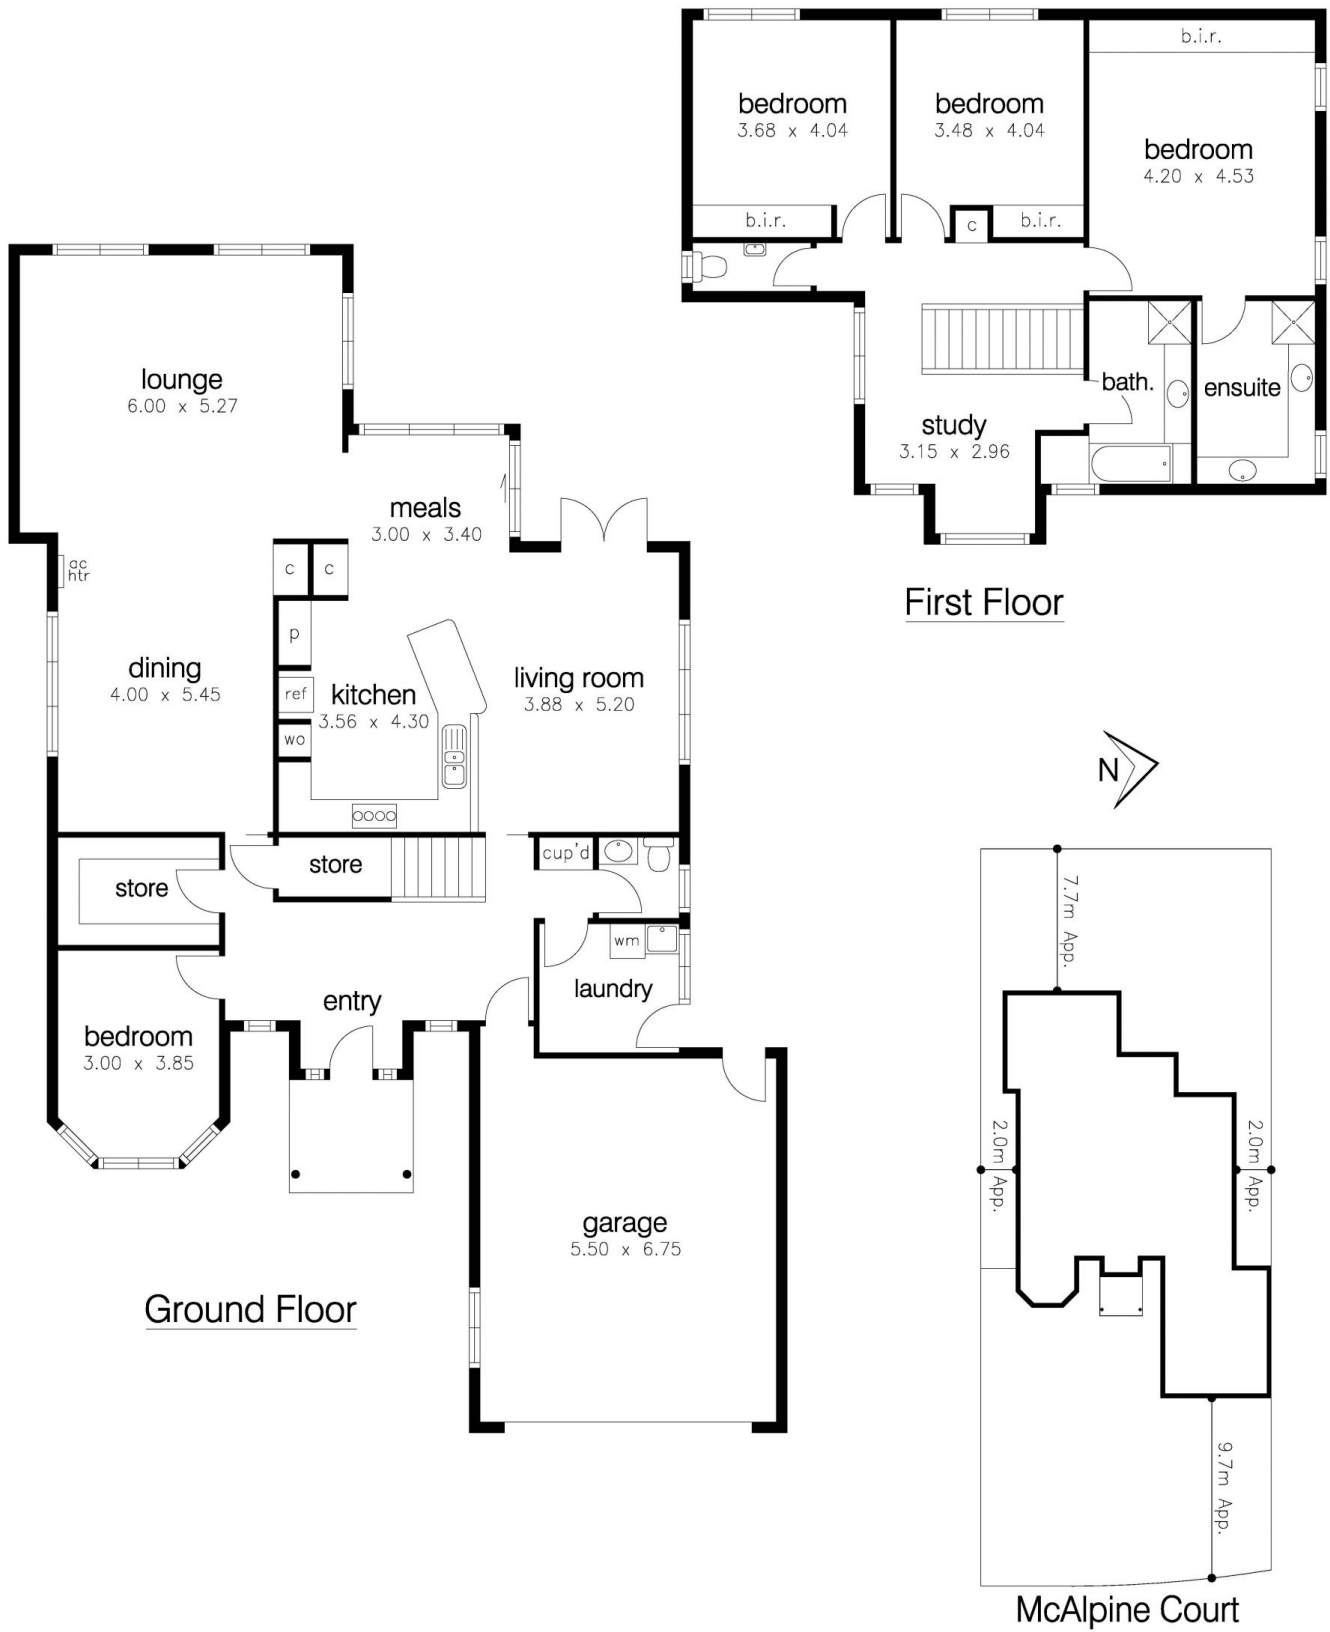 b.i.r.
bedroom
3.68 x 4.04
bedroom
3.48 x 4.04
bedroom
4.20 x 4.53
b.i.r.
c
b.i.r.
bath.
ensuite
study
3.15 x 2.96
First Floor
lounge
6.00 x 5.27
meals
3.00 x 3.40
ac
htr
c
c
p
dining
4.00 x 5.45
ref
kitchen
3.56 x 4.30
living room
3.88 x 5.20
wo
store
store
cup'd
wm
laundry
entry
bedroom
3.00 x 3.85
garage
5.50 x 6.75
Ground Floor
N
7.7m App.
2.0m App.
2.0m App.
9.7m App.
McAlpine Court